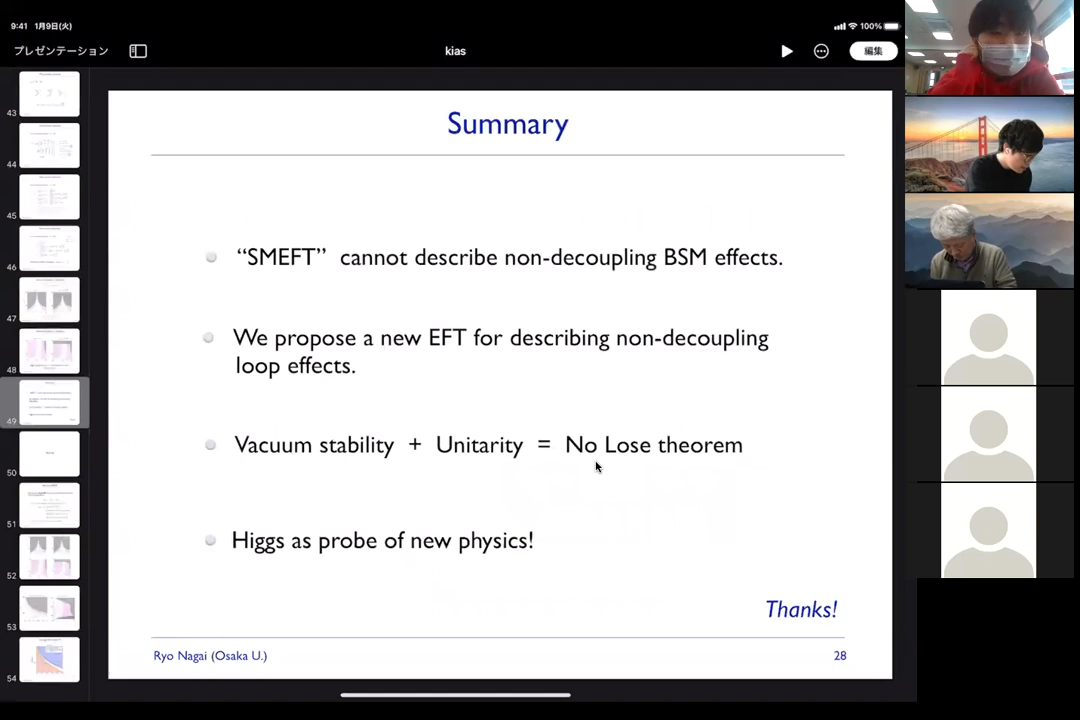 9:41 1月9日(火)
100%
プレゼンテーション
kias
編集
Summary
“SMEFT” cannot describe non-decoupling BSM effects.
We propose a new EFT for describing non-decoupling
loop effects.
Vacuum stability + Unitarity = No Lose theorem
Higgs as probe of new physics!
Thanks!
Ryo Nagai (Osaka U.)
28
43
44
45
46
47
48
49
50
51
52
53
54